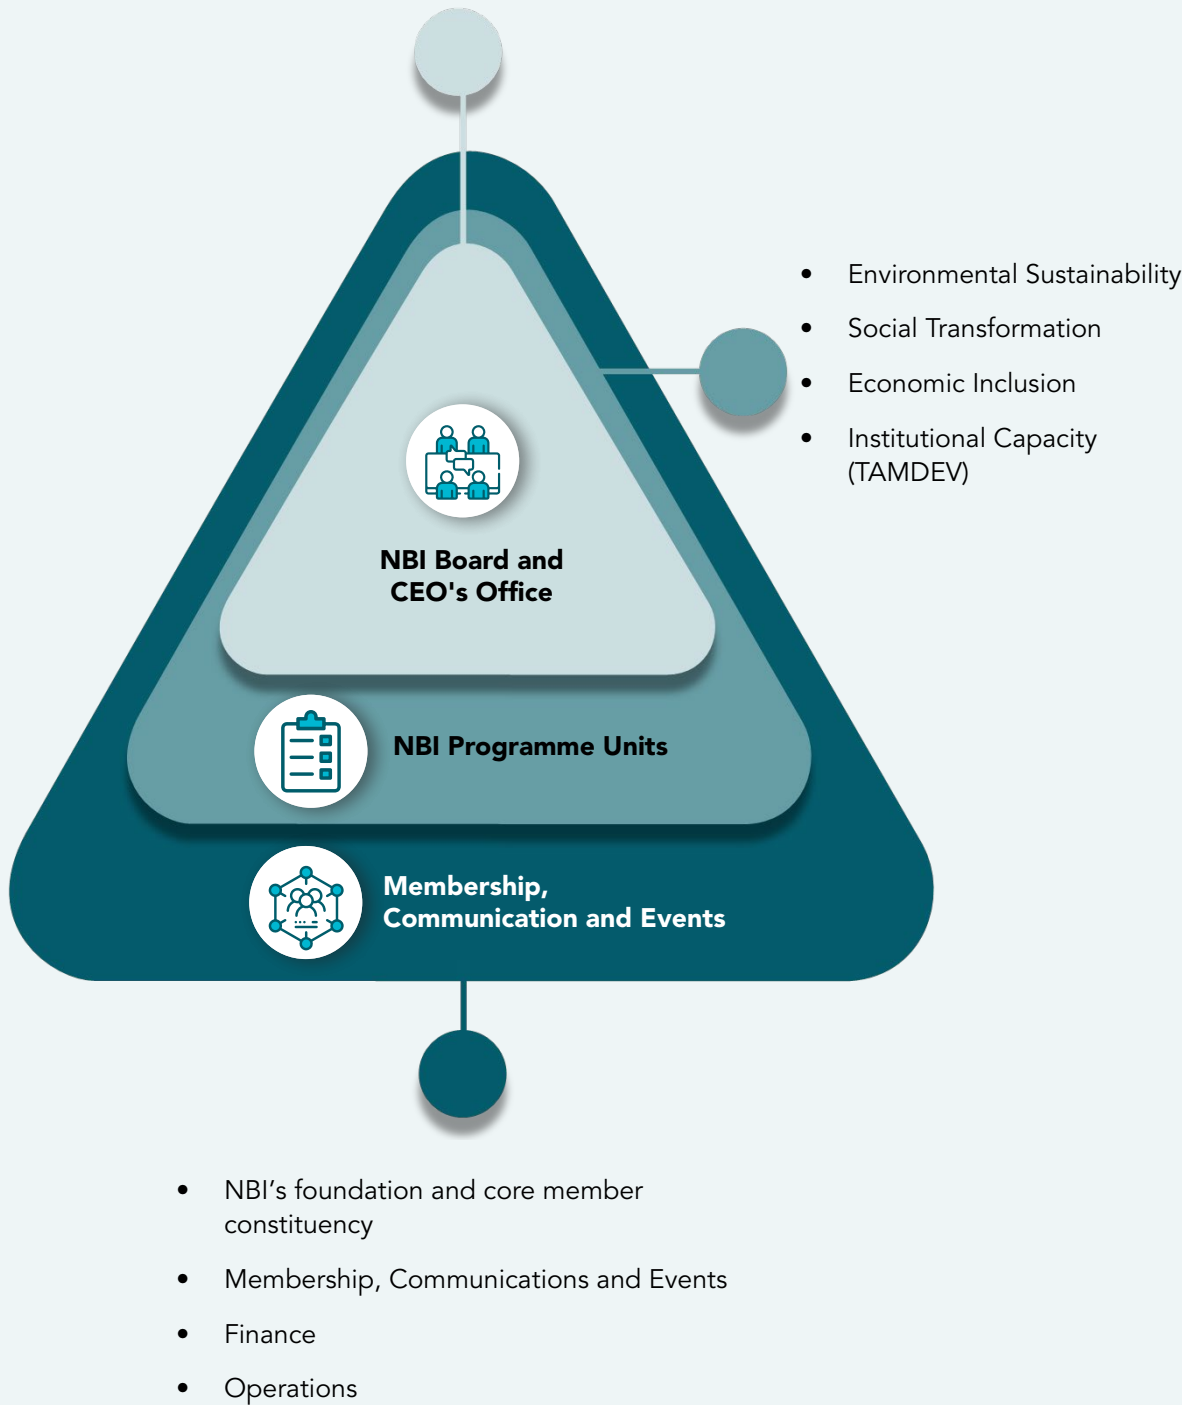 • Environmental Sustainability
• Social Transformation
• Economic Inclusion
• Institutional Capacity
(TAMDEV)
NBI Board and
CEO's Office
NBI Programme Units
Membership,
Communication and Events
• NBI’s foundation and core member
constituency
• Membership, Communications and Events
• Finance
• Operations